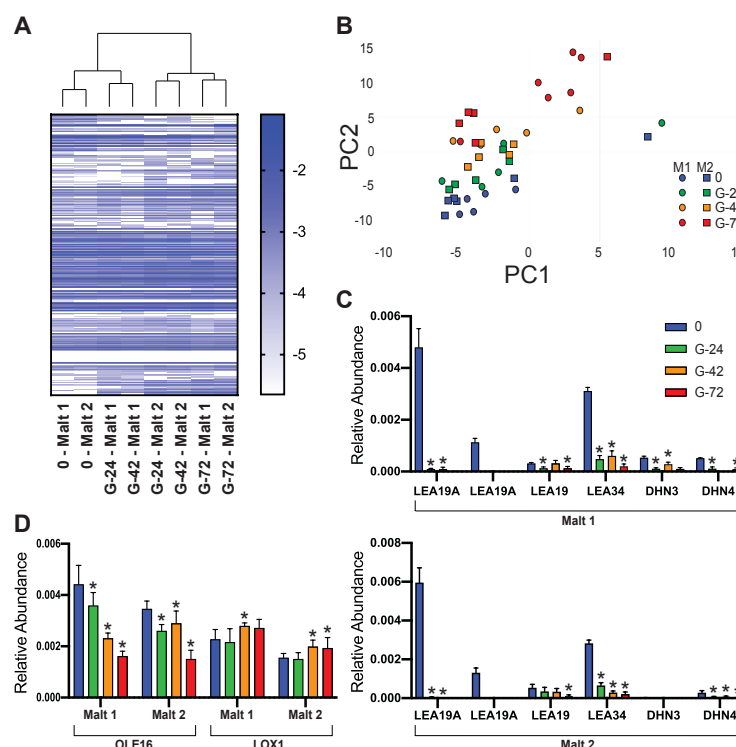 A
-2
-3
-4
-5
0 - Malt 1
0 - Malt 2
G-24 - Malt 1
G-42 - Malt 1
G-24 - Malt 2
G-42 - Malt 2
G-72 - Malt 1
G-72 - Malt 2
B
PC2
15
10
5
0
-5
-10
-10
-5
0
5
10
PC1
M1 M2
0
G-2
G-4
G-7
C
Relative Abundance
0.006
0.004
0.002
0.000
0
G-24
G-42
G-72
* * * * * * * * * * * *
LEA19A LEA19A LEA19 LEA34 DHN3 DHN4
Malt 1
D
Relative Abundance
0.006
0.004
0.002
0.000
* * * * * * * * *
Malt 1 Malt 2 Malt 1 Malt 2
OLE16 LOX1
Relative Abundance
0.008
0.006
0.004
0.002
0.000
* * * * * * * * *
LEA19A LEA19A LEA19 LEA34 DHN3 DHN4
Malt 2